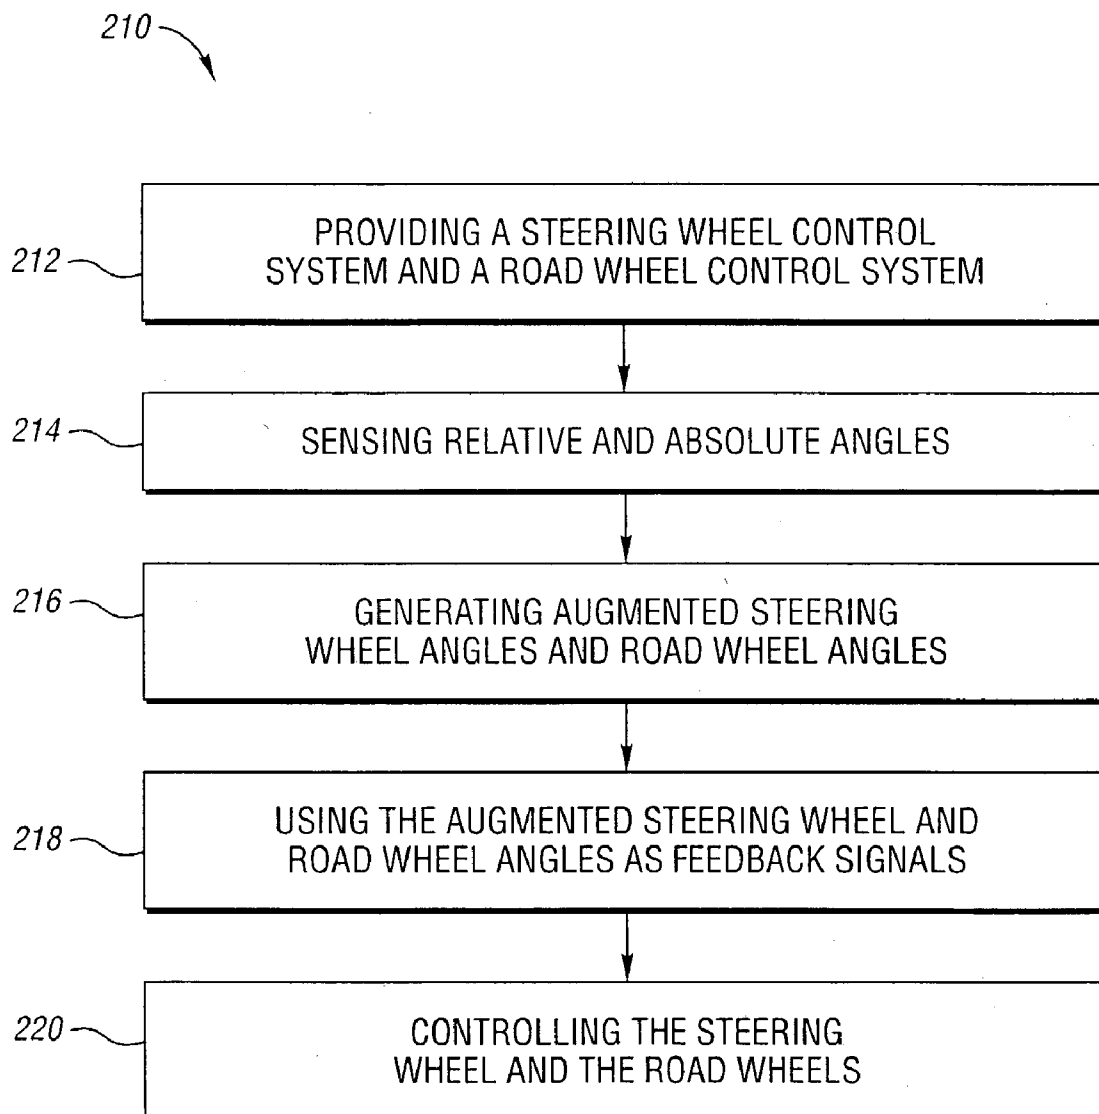 210
212
PROVIDING A STEERING WHEEL CONTROL
SYSTEM AND A ROAD WHEEL CONTROL SYSTEM
214
SENSING RELATIVE AND ABSOLUTE ANGLES
216
GENERATING AUGMENTED STEERING
WHEEL ANGLES AND ROAD WHEEL ANGLES
218
USING THE AUGMENTED STEERING WHEEL AND
ROAD WHEEL ANGLES AS FEEDBACK SIGNALS
220
CONTROLLING THE STEERING
WHEEL AND THE ROAD WHEELS